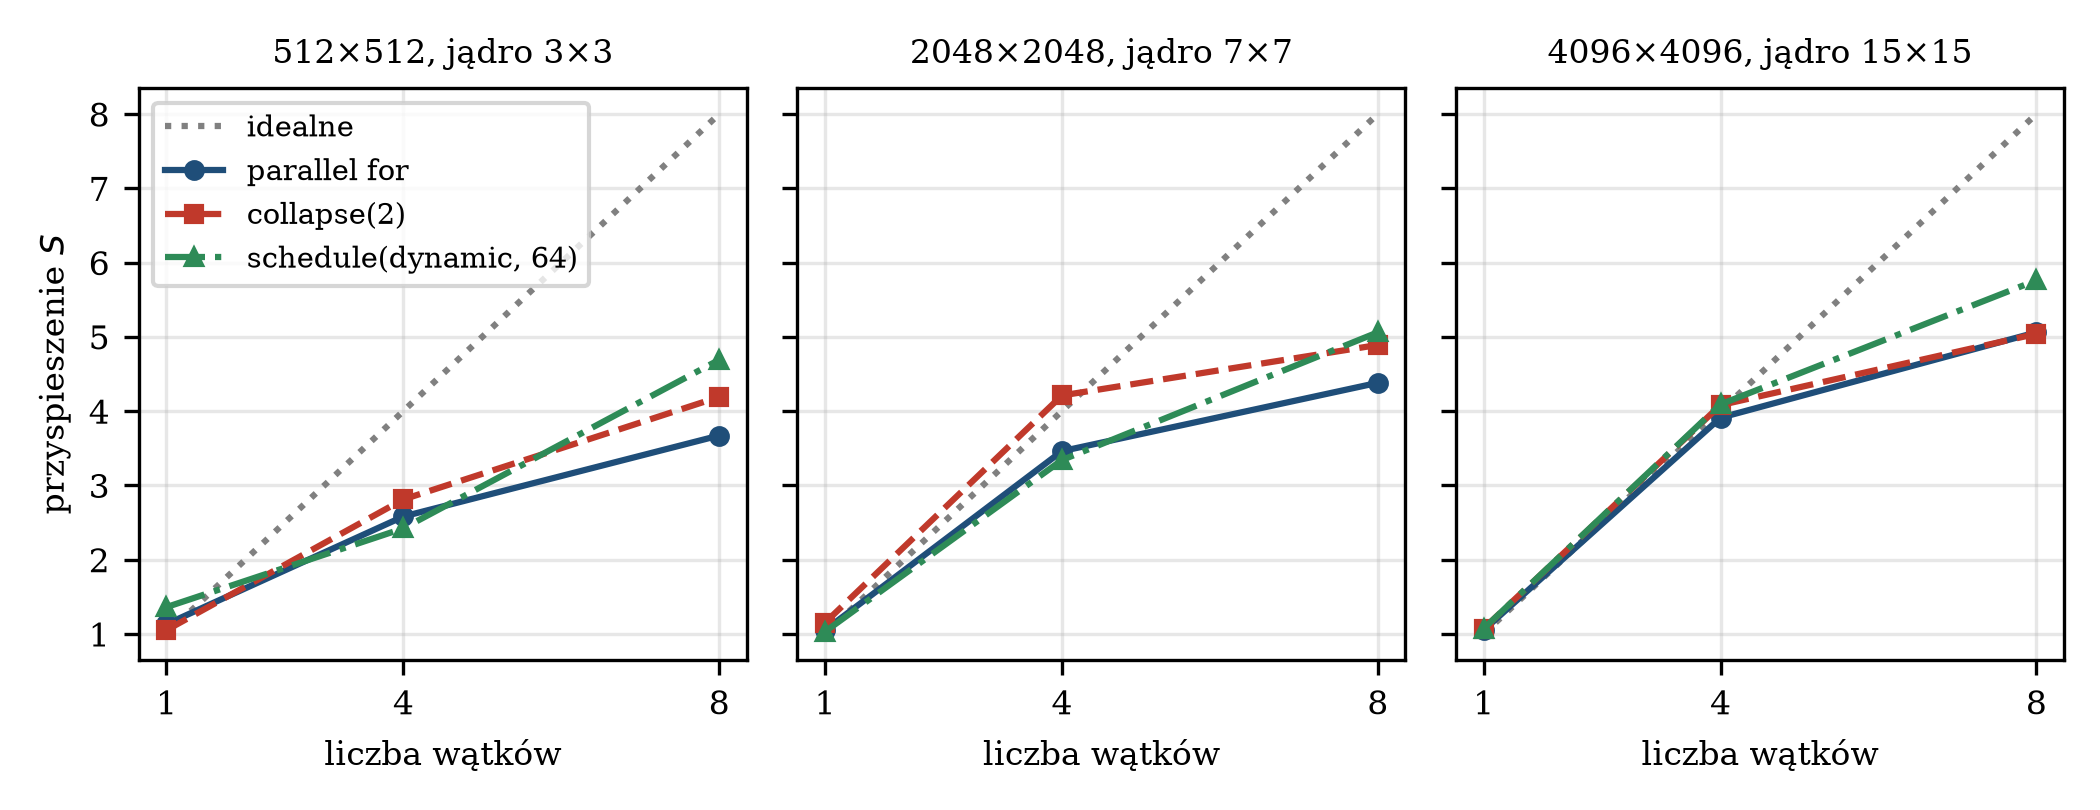 512×512, jądro 3×3
2048×2048, jądro 7×7
4096×4096, jądro 15×15
idealne
parallel for
collapse(2)
schedule(dynamic, 64)
8
7
6
5
4
3
2
1
przyspieszenie S
1 4 8
1 4 8
1 4 8
liczba wątków
liczba wątków
liczba wątków